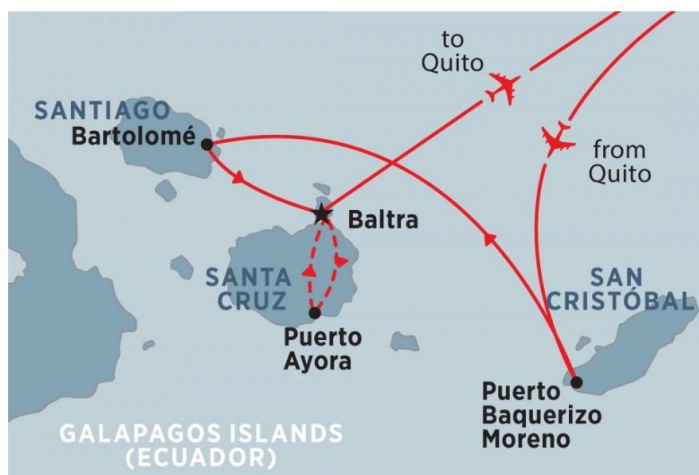 to
Quito
SANTIAGO
Bartolomé
from
Quito
Baltra
SANTA
CRUZ
SAN
CRISTÓBAL
Puerto
Ayora
Puerto
Baquerizo
Moreno
GALAPAGOS ISLANDS
(ECUADOR)